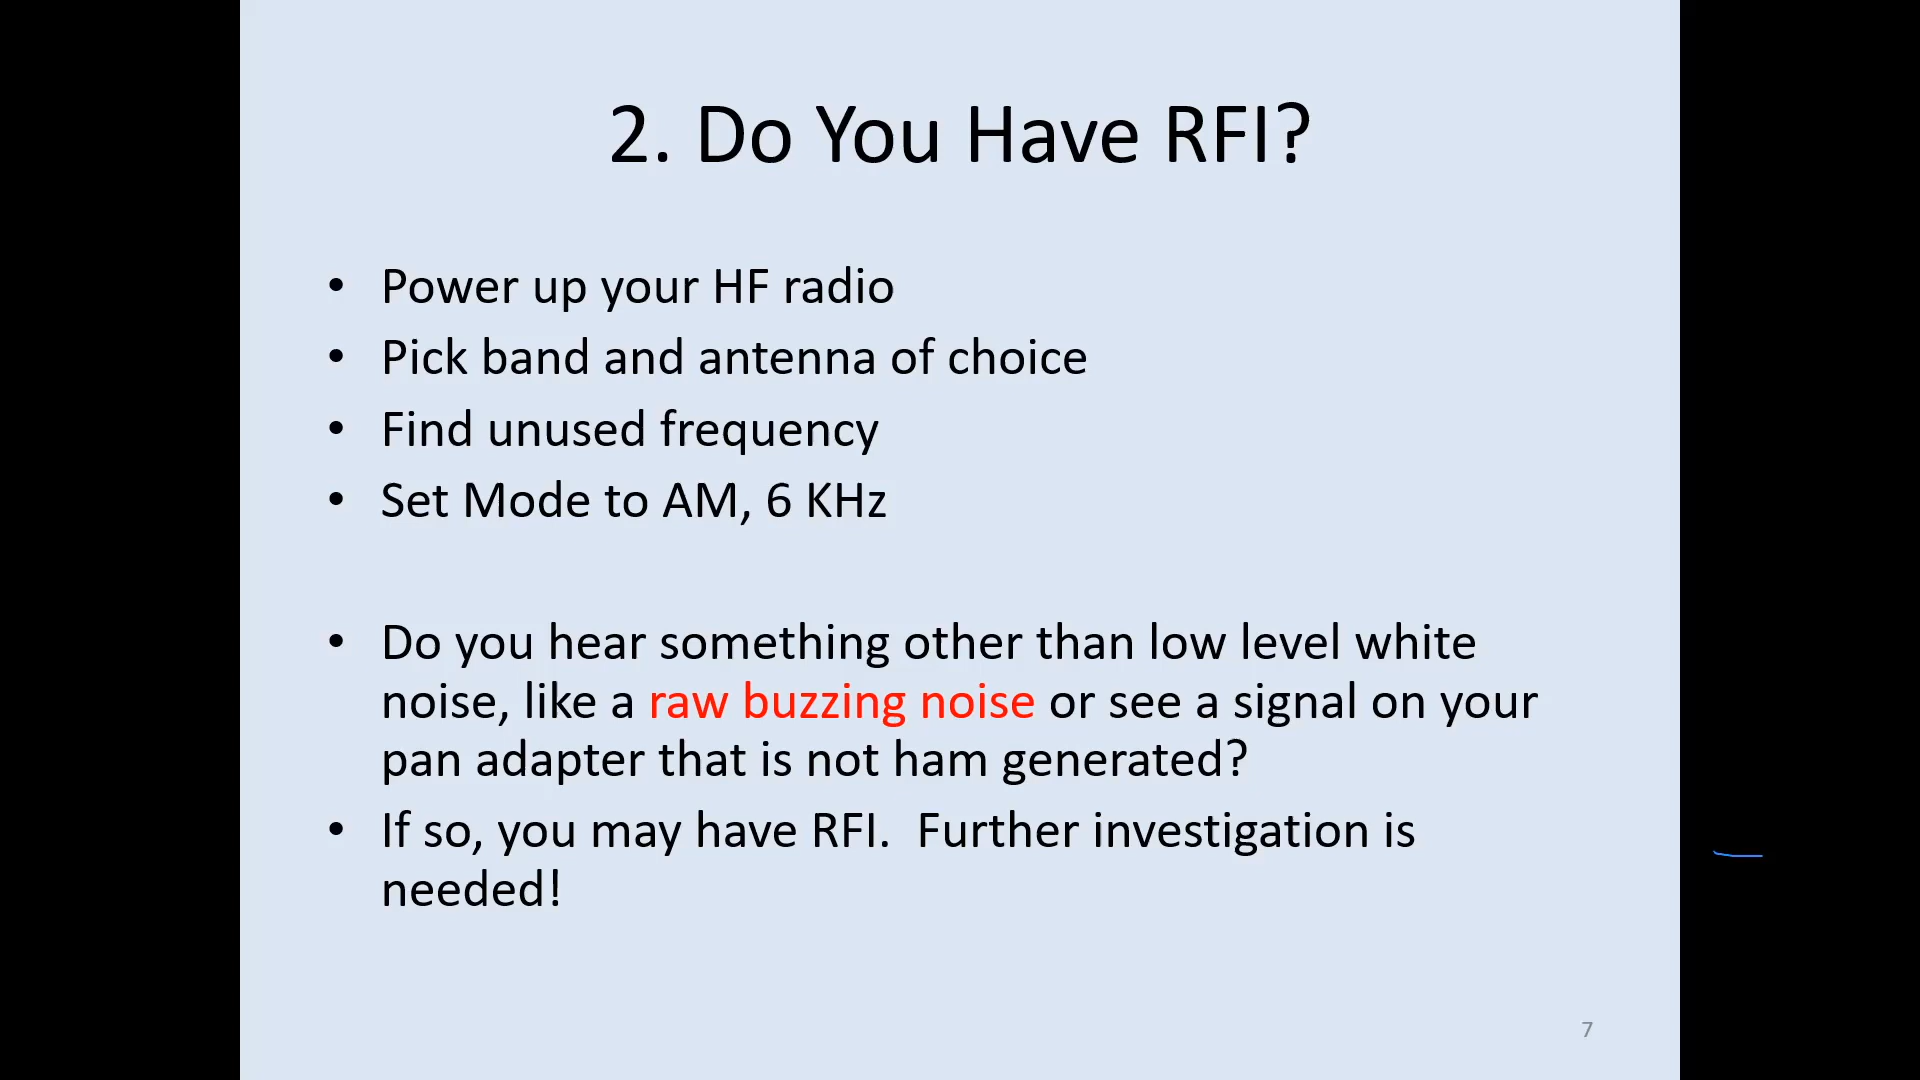 2. Do You Have RFI?
• Power up your HF radio
• Pick band and antenna of choice
• Find unused frequency
• Set Mode to AM, 6 KHz
• Do you hear something other than low level white
noise, like a raw buzzing noise or see a signal on your
pan adapter that is not ham generated?
• If so, you may have RFI.  Further investigation is
needed!
7